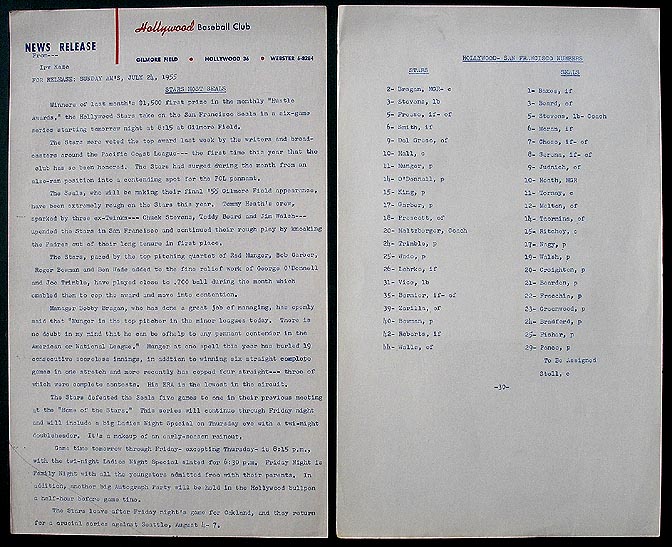 Hollywood Baseball Club
NEWS RELEASE
GILMORE FIELD • HOLLYWOOD 36 • WEBSTER 8-8284
From---
Irv Kaze
FOR RELEASE: SUNDAY AM'S, JULY 24, 1955
STARS HOST SEALS
Winners of last month's $1,500 first prize in the monthly "Hustle
Awards," the Hollywood Stars take on the San Francisco Seals in a six-game
series starting tomorrow night at 8:15 at Gilmore Field.
The Stars were voted the top award last week by the writers and broad-
casters around the Pacific Coast League--- the first time this year that the
club has so been honored. The Stars had surged during the month from an
also-ran position into a contending spot for the PCL pennant.
The Seals, who will be making their final '55 Gilmore Field appearance,
have been extremely rough on the Stars this year. Tommy Heath's crew,
sparked by three ex-Twinks--- Chuck Stevens, Teddy Beard and Jim Walsh---
upended the Stars in San Francisco and continued their rough play by knocking
the Padres out of their long tenure in first place.
The Stars, paced by the top pitching quartet of Red Munger, Bob Garber,
Roger Bowman and Ben Wade added to the fine relief work of George O'Donnell
and Joe Trimble, have played close to .700 ball during the month which
enabled them to cop the award and move into contention.
Manager Bobby Bragan, who has done a great job of managing, has openly
said that "Munger is the top pitcher in the minor leagues today. There is
no doubt in my mind that he can be ofhelp to any pennant contender in the
American or National League." Munger at one spell this year has hurled 19
consecutive scoreless innings, in addtion to winning six straight complete
games in one stretch and more recently has copped four straight--- three of
which were complete contests. His ERA is the lowest in the circuit.
The Stars defeated the Seals five games to one in their previous meeting
at the "Home of the Stars." This series will continue through Friday night
and will include a big Ladies Night Special on Thursday eve with a twi-night
doubleheader. It's a makeup of an early-season rainout.
Game time tomorrow through Friday- excepting Thursday- is 8:15 p.m.,
with the twi-night Ladies Night Special slated for 6:30 p.m. Friday Night is
Family Night with all the youngsters admitted free with their parents. In
addition, another big Autograph Party will be held in the Hollywood bullpen
a half-hour before game time.
The Stars leave after Friday night's game for Oakland, and they return
for a crucial series against Seattle, August 4- 7.
HOLLYWOOD- SAN FRANCISCO NUMBERS
STARS
2- Bragan, MGR- c
3- Stevens, lb
5- Freese, if- of
6- Smith, if
9- Del Greco, of
10- Hall, c
11- Munger, p
14- O'Donnell, p
15- King, p
17- Garber, p
18- Prescott, of
20- Haltzberger, Coach
24- Trimble, p
25- Wade, p
26- Lohrke, if
31- Vico, lb
35- Bernier, if- of
39- Zarilla, of
40- Bowman, p
42- Roberts, if
44- Walls, of
SEALS
1- Baxes, if
3- Beard, of
5- Stevens, lb- Coach
6- Moran, if
7- Cheso, if- of
8- Serena, if- of
9- Judnich, of
10- Heath, MGR
11- Tornay, c
12- Melton, of
14- Taormina, of
15- Ritchey, c
17- Nagy, p
19- Walsh, p
20- Creighton, p
21- Bearden, p
22- Fracchia, p
23- Greenwood, p
24- Bradford, p
25- Fisher, p
29- Ponce, p
To Be Assigned
Stoll, c
-30-